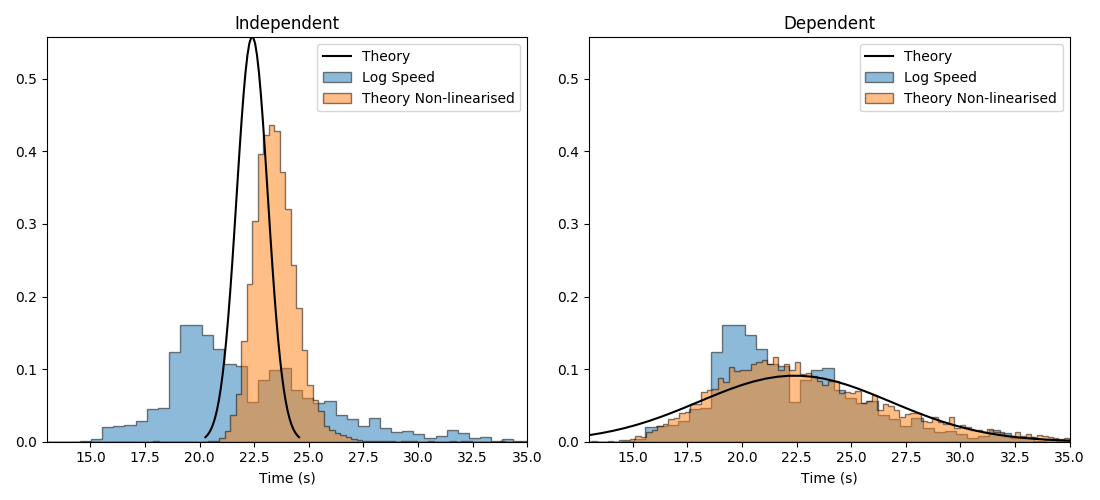 Independent
Theory
Log Speed
Theory Non-linearised
0.5
0.4
0.3
0.2
0.1
0.0
15.0 17.5 20.0 22.5 25.0 27.5 30.0 32.5 35.0
Time (s)
Dependent
Theory
Log Speed
Theory Non-linearised
0.5
0.4
0.3
0.2
0.1
0.0
15.0 17.5 20.0 22.5 25.0 27.5 30.0 32.5 35.0
Time (s)